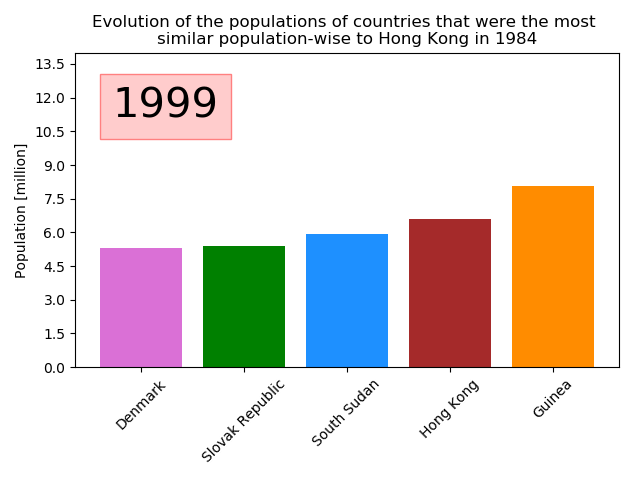 Evolution of the populations of countries that were the most
similar population-wise to Hong Kong in 1984
1999
Population [million]
13.5
12.0
10.5
9.0
7.5
6.0
4.5
3.0
1.5
0.0
Denmark
Slovak Republic
South Sudan
Hong Kong
Guinea